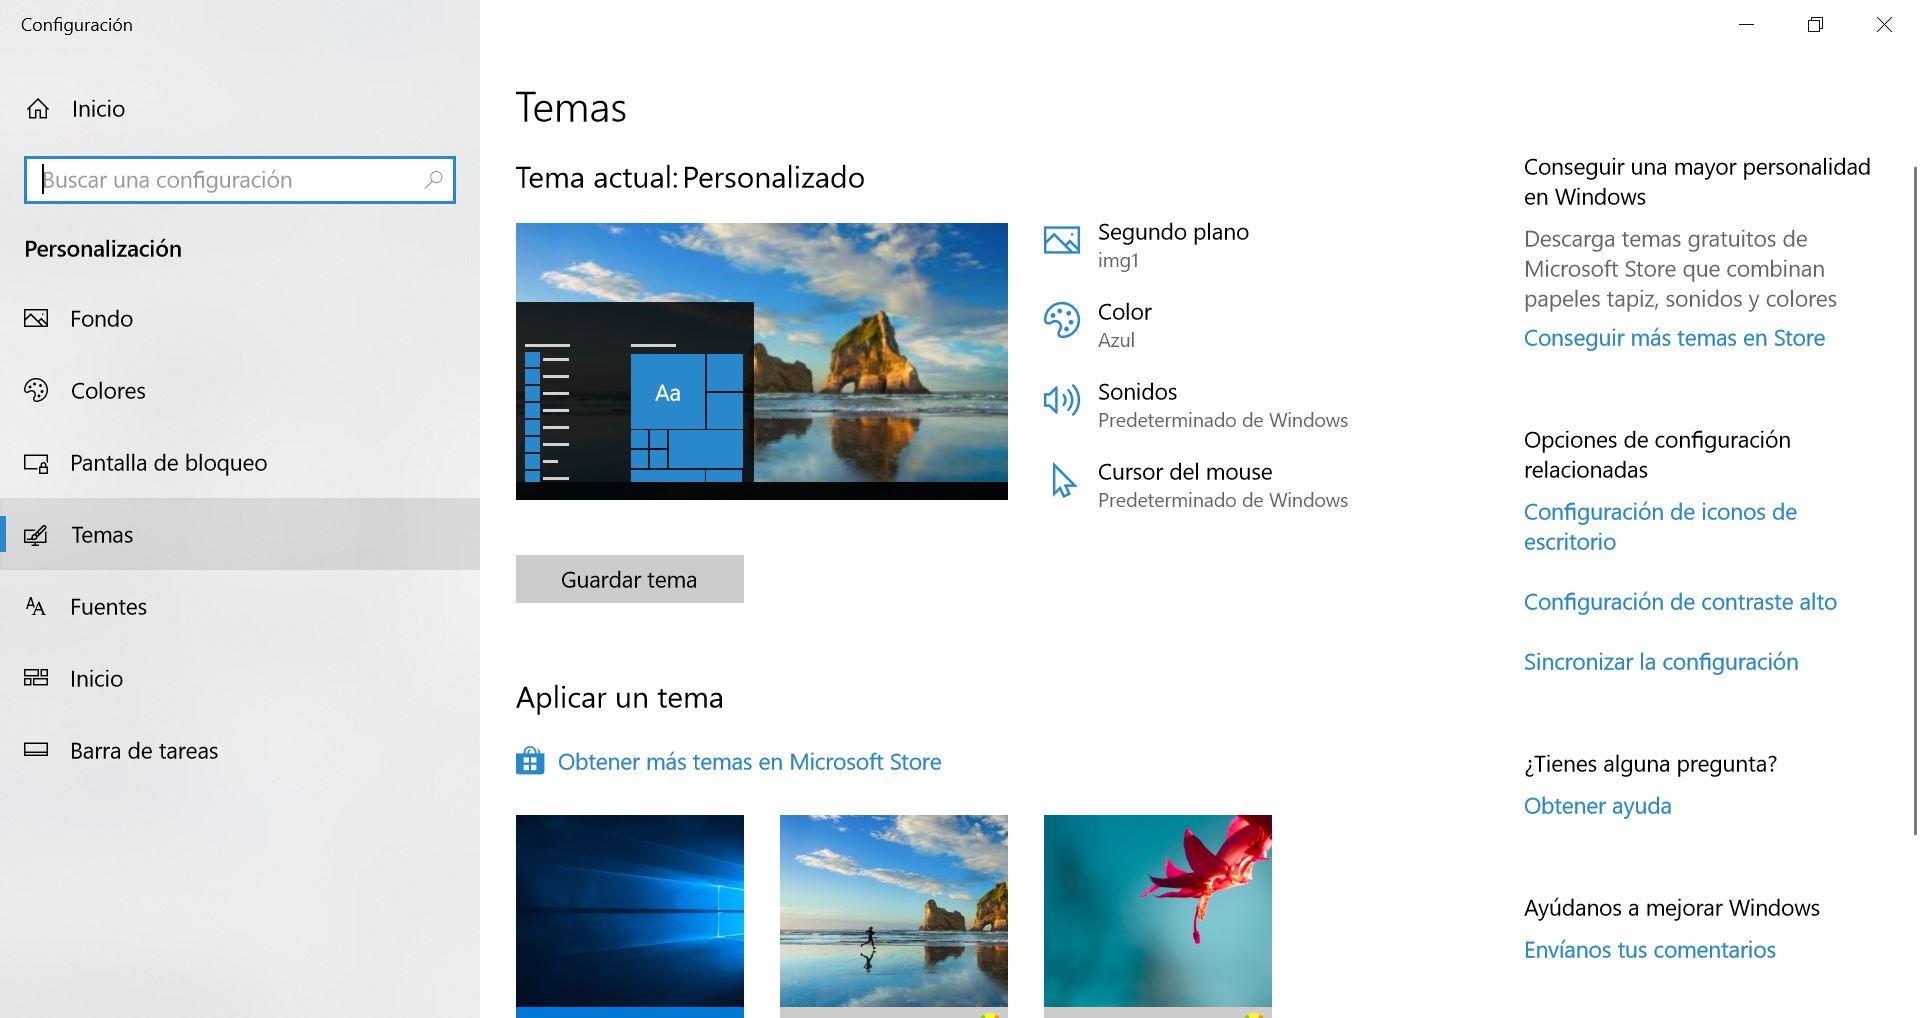 Configuración
Inicio
Buscar una configuración
Personalización
Fondo
Colores
Pantalla de bloqueo
Temas
Fuentes
Inicio
Barra de tareas
Temas
Tema actual: Personalizado
Aa
Segundo plano
img1
Color
Azul
Sonidos
Predeterminado de Windows
Cursor del mouse
Predeterminado de Windows
Guardar tema
Aplicar un tema
Obtener más temas en Microsoft Store
Conseguir una mayor personalidad
en Windows
Descarga temas gratuitos de
Microsoft Store que combinan
papeles tapiz, sonidos y colores
Conseguir más temas en Store
Opciones de configuración
relacionadas
Configuración de iconos de
escritorio
Configuración de contraste alto
Sincronizar la configuración
¿Tienes alguna pregunta?
Obtener ayuda
Ayúdanos a mejorar Windows
Envíanos tus comentarios